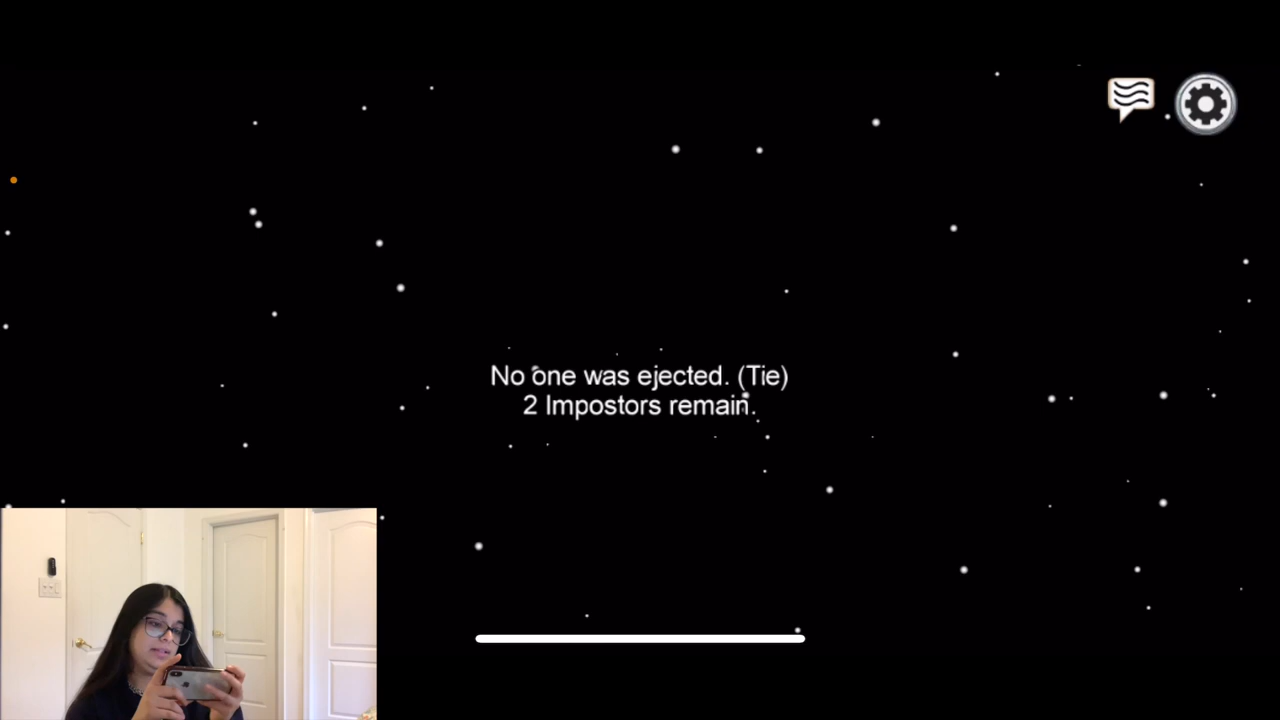 No one was ejected. (Tie)
2 Impostors remain.